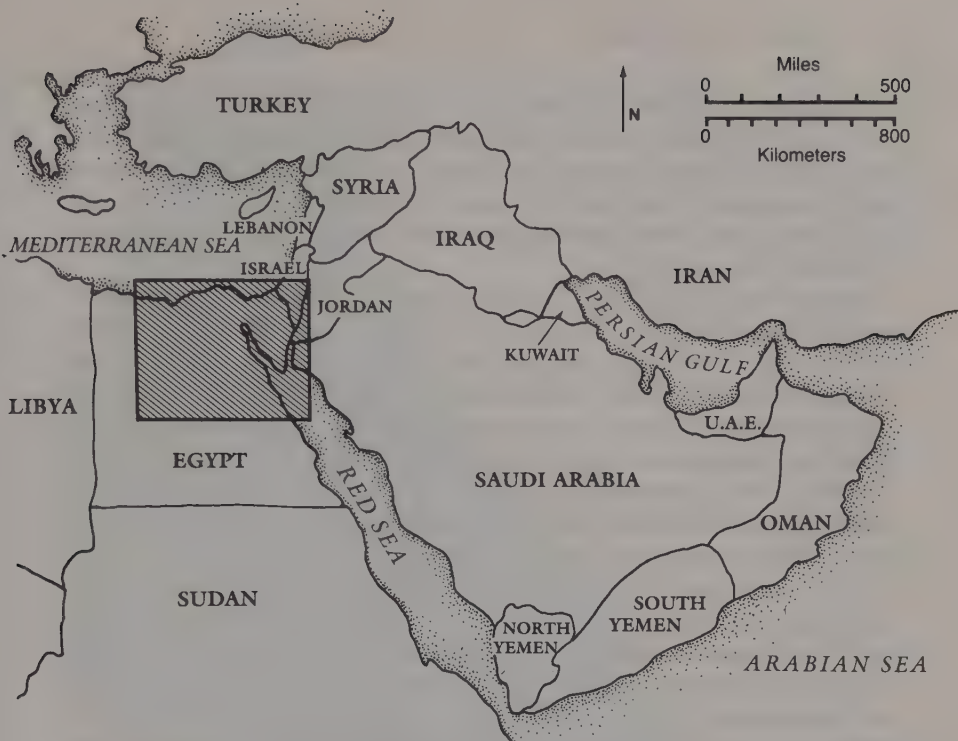 Miles
0 500
N
0 800
Kilometers
TURKEY
SYRIA
LEBANON
MEDITERRANEAN SEA
IRAQ
ISRAEL
IRAN
JORDAN
PERSIAN GULF
KUWAIT
LIBYA
U.A.E.
EGYPT
RED SEA
SAUDI ARABIA
OMAN
SUDAN
SOUTH
YEMEN
NORTH
YEMEN
ARABIAN SEA